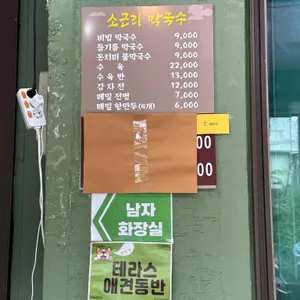 소근리 막국수
비빔 막국수 9,000
들기름 막국수 9,000
동치미 물막국수 9,000
수 육 22,000
수 육 반 13,000
감 자 전 12,000
메밀 전병 7,000
메밀 왕만두(4개) 6,000
00
00
남자
화장실
테라스
애견동반